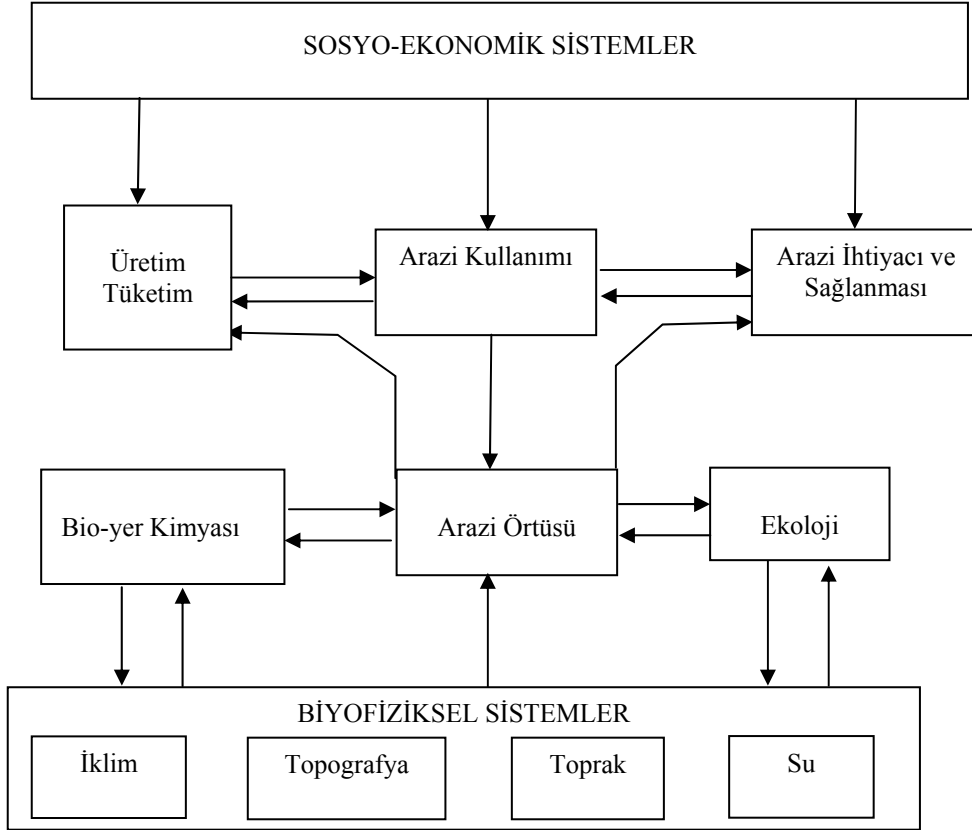 SOSYO-EKONOMİK SİSTEMLER
Üretim
Tüketim
Arazi Kullanımı
Arazi İhtiyacı ve
Sağlanması
Bio-yer Kimyası
Arazi Örtüsü
Ekoloji
BİYOFİZİKSEL SİSTEMLER
İklim
Topografya
Toprak
Su